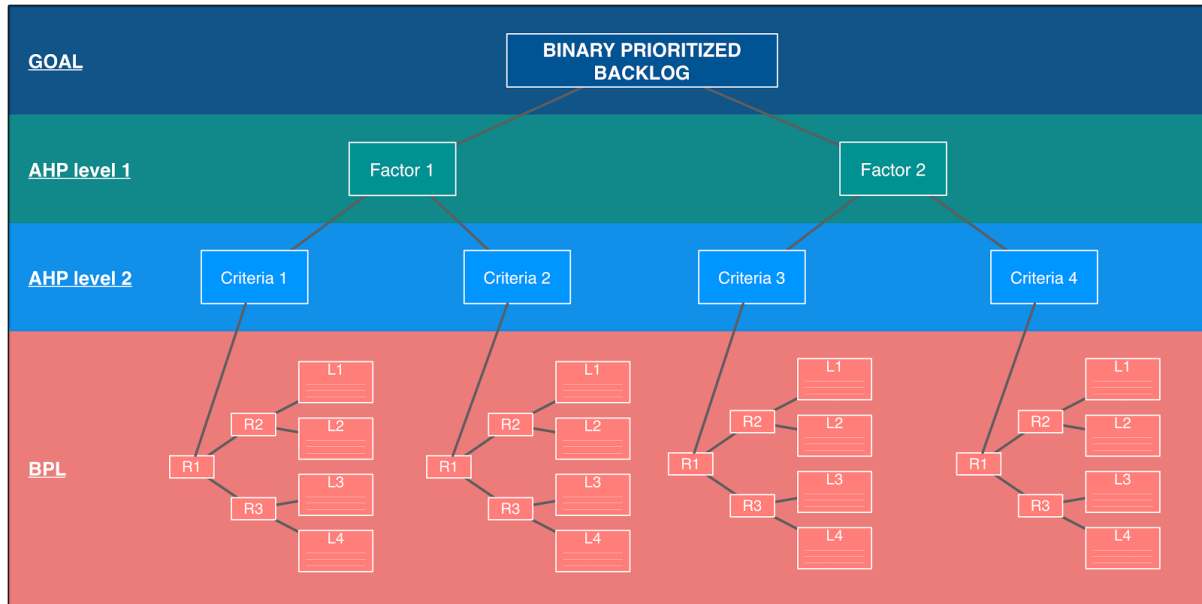 GOAL
BINARY PRIORITIZED
BACKLOG
AHP level 1
Factor 1
Factor 2
AHP level 2
Criteria 1
Criteria 2
Criteria 3
Criteria 4
BPL
R1
R2
R3
L1
L2
L3
L4
R1
R2
R3
L1
L2
L3
L4
R1
R2
R3
L1
L2
L3
L4
R1
R2
R3
L1
L2
L3
L4